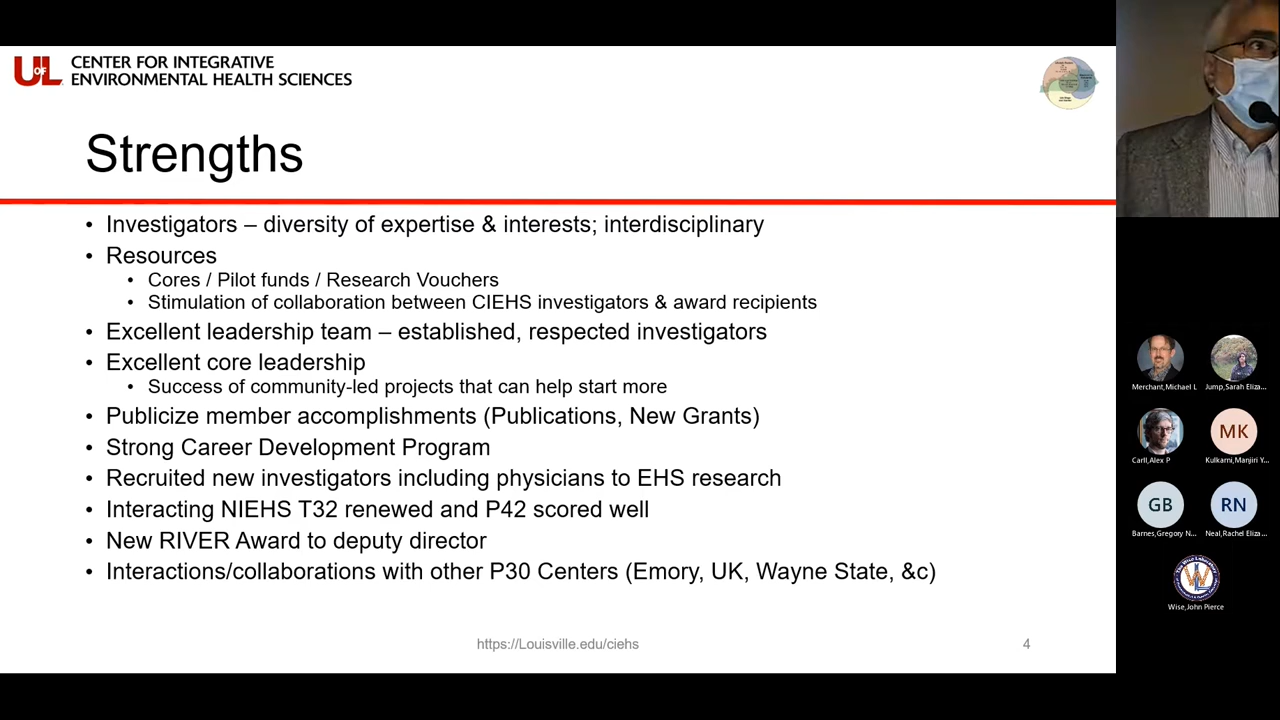 UofL CENTER FOR INTEGRATIVE
ENVIRONMENTAL HEALTH SCIENCES
Strengths
• Investigators – diversity of expertise & interests; interdisciplinary
• Resources
• Cores / Pilot funds / Research Vouchers
• Stimulation of collaboration between CIEHS investigators & award recipients
• Excellent leadership team – established, respected investigators
• Excellent core leadership
• Success of community-led projects that can help start more
• Publicize member accomplishments (Publications, New Grants)
• Strong Career Development Program
• Recruited new investigators including physicians to EHS research
• Interacting NIEHS T32 renewed and P42 scored well
• New RIVER Award to deputy director
• Interactions/collaborations with other P30 Centers (Emory, UK, Wayne State, &c)
https://Louisville.edu/ciehs
4
Merchant,Michael L
Jump,Sarah Eliza...
Carll,Alex P
MK
Kulkarni,Manjiri Y...
GB
Barnes,Gregory N...
RN
Neal,Rachel Eliza...
Wise,John Pierce